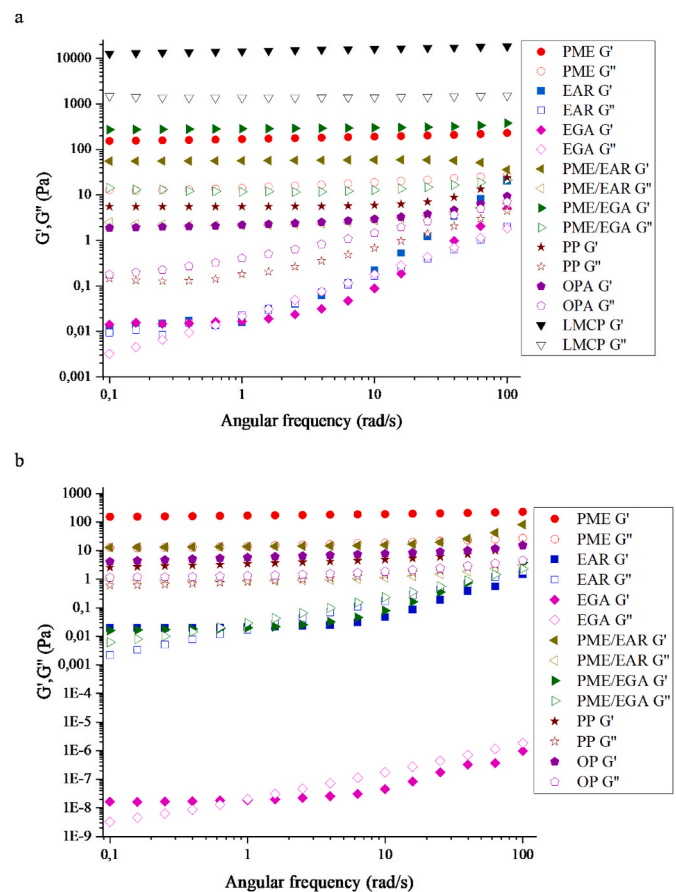 a
10000
1000
100
10
1
0,1
0,01
0,001
G',G'' (Pa)
0,1
1
10
100
Angular frequency (rad/s)
PME G'
PME G''
EAR G'
EAR G''
EGA G'
EGA G''
PME/EAR G'
PME/EAR G''
PME/EGA G'
PME/EGA G''
PP G'
PP G''
OPA G'
OPA G''
LMCP G'
LMCP G''
b
1000
100
10
1
0,1
0,01
0,001
1E-4
1E-5
1E-6
1E-7
1E-8
1E-9
G',G'' (Pa)
0,1
1
10
100
Angular frequency (rad/s)
PME G'
PME G''
EAR G'
EAR G''
EGA G'
EGA G''
PME/EAR G'
PME/EAR G''
PME/EGA G'
PME/EGA G''
PP G'
PP G''
OP G'
OP G''